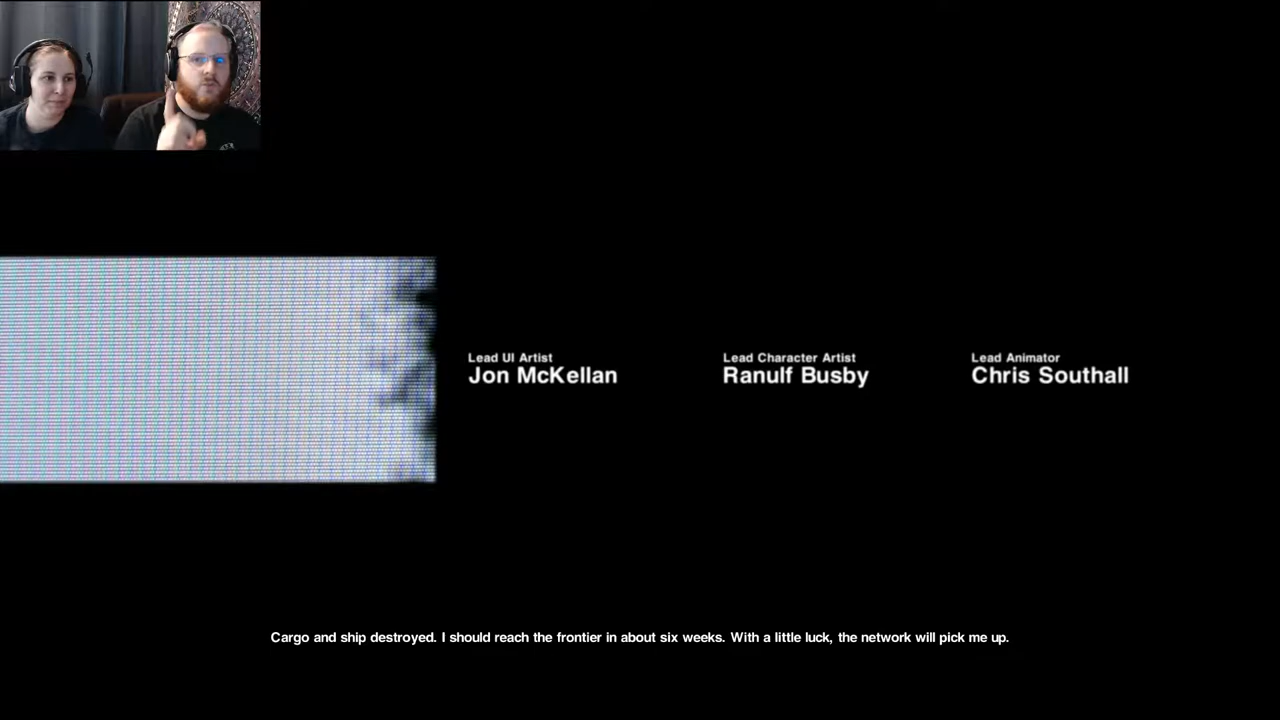 Lead UI Artist
Jon McKellan
Lead Character Artist
Ranulf Busby
Lead Animator
Chris Southall
Cargo and ship destroyed. I should reach the frontier in about six weeks. With a little luck, the network will pick me up.